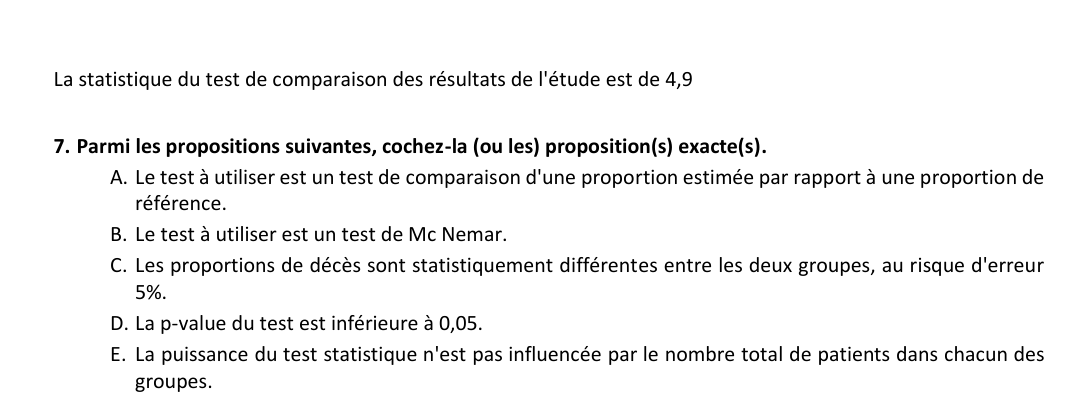 La statistique du test de comparaison des résultats de l'étude est de 4,9
7. Parmi les propositions suivantes, cochez-la (ou les) proposition(s) exacte(s).
A. Le test à utiliser est un test de comparaison d'une proportion estimée par rapport à une proportion de
référence.
B. Le test à utiliser est un test de Mc Nemar.
C. Les proportions de décès sont statistiquement différentes entre les deux groupes, au risque d'erreur
5%.
D. La p-value du test est inférieure à 0,05.
E. La puissance du test statistique n'est pas influencée par le nombre total de patients dans chacun des
groupes.